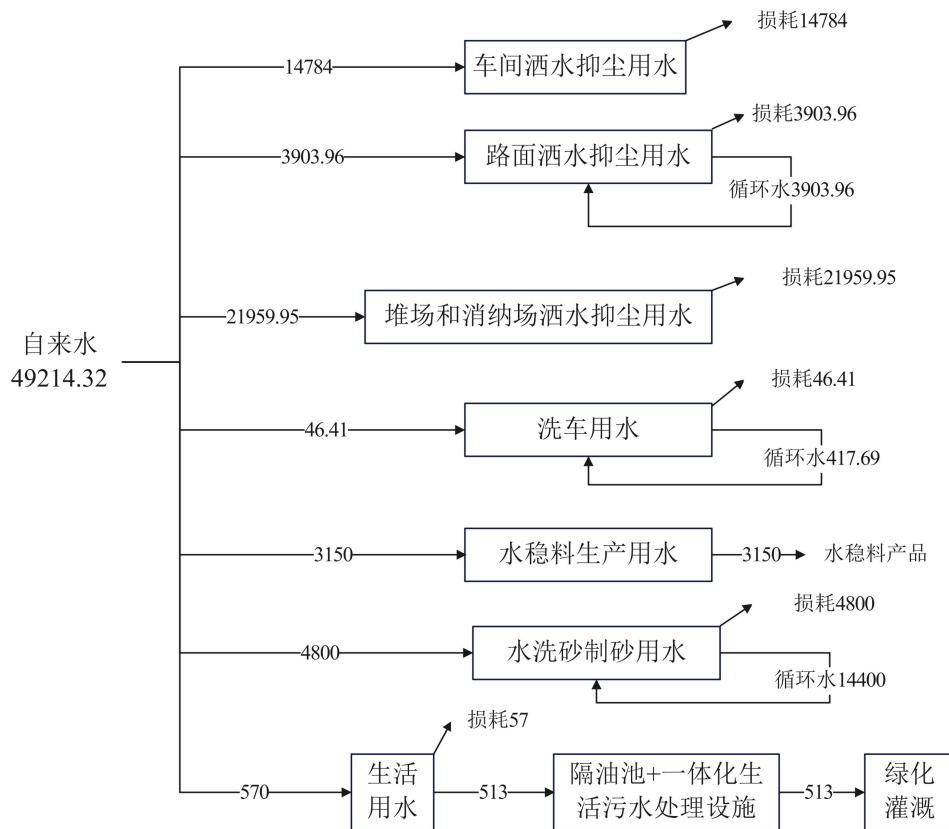 损耗14784
14784
车间洒水抑尘用水
损耗3903.96
3903.96
路面洒水抑尘用水
循环水3903.96
损耗21959.95
21959.95
堆场和消纳场洒水抑尘用水
自来水
49214.32
损耗46.41
46.41
洗车用水
循环水417.69
3150
水稳料生产用水
3150
水稳料产品
损耗4800
4800
水洗砂制砂用水
循环水14400
损耗57
570
生活
用水
513
隔油池+一体化生
活污水处理设施
513
绿化
灌溉